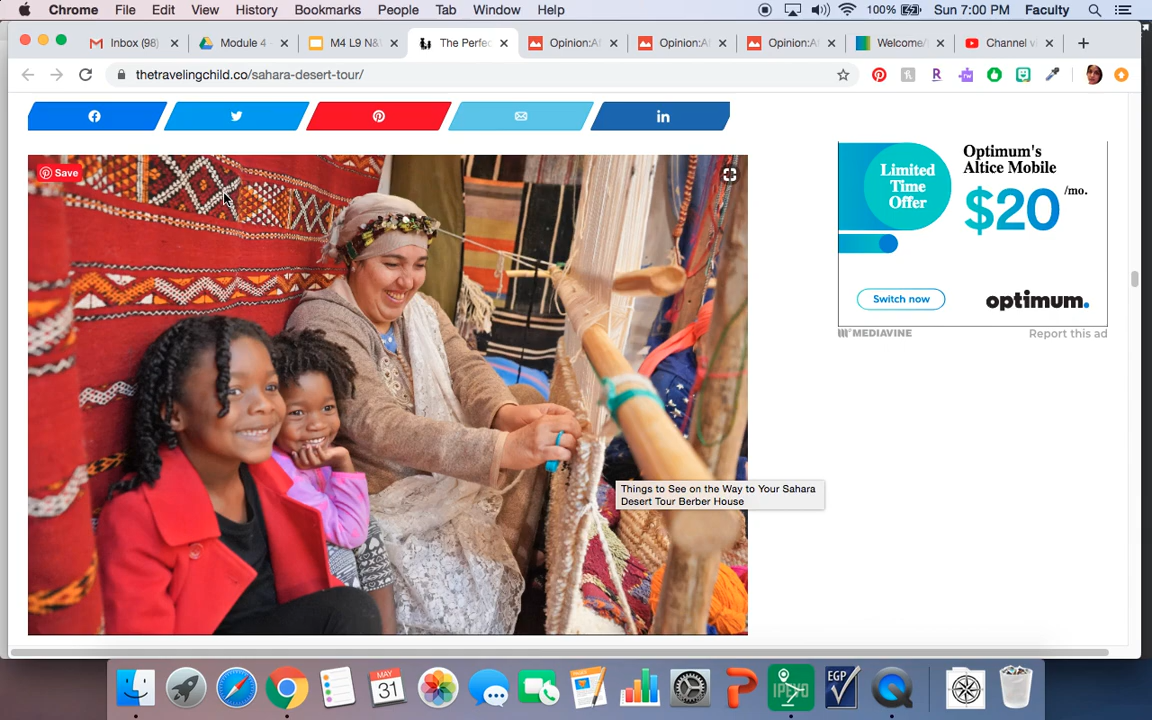 Chrome File Edit View History Bookmarks People Tab Window Help 100% Sun 7:00 PM Faculty
Inbox (98) Module 4 - M4 L9 N& The Perfec Opinion: Opinion: Opinion: Welcome/ Channel v
thetravelingchild.co/sahara-desert-tour/
Save
Limited
Time
Offer
Optimum's
Altice Mobile
$20 /mo.
Switch now
optimum.
MEDIAVINE
Report this ad
Things to See on the Way to Your Sahara
Desert Tour Berber House
MAY
31
IPEVO
EGP